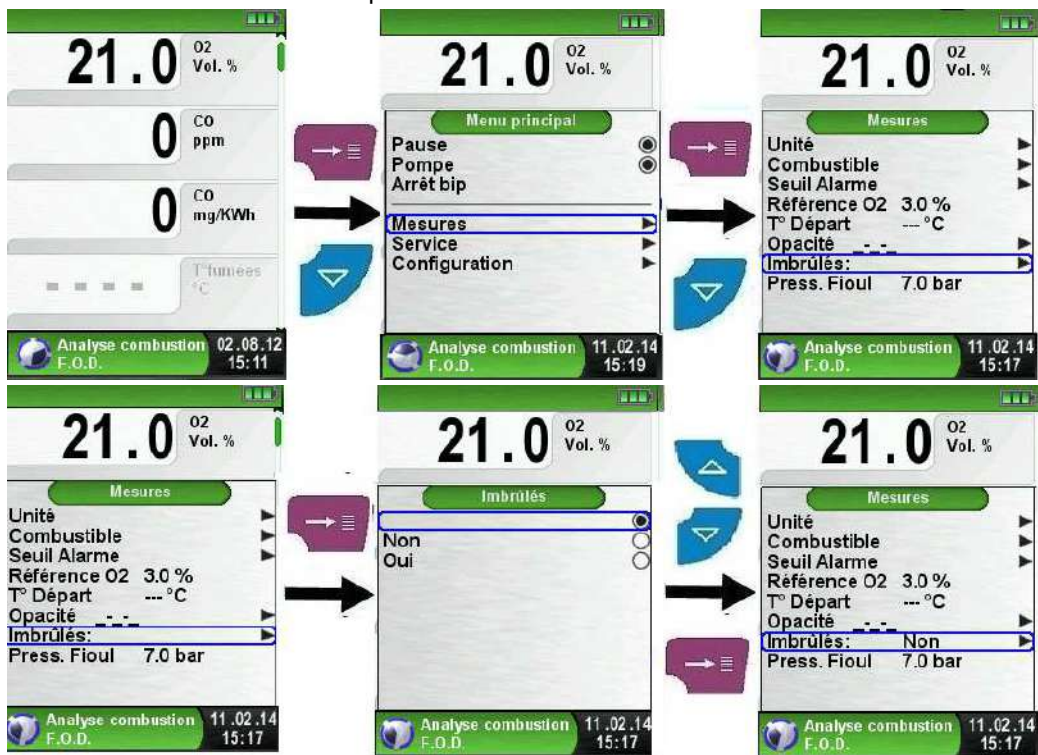 21.0 O2 Vol. %
0 CO ppm
0 CO mg/KWh
- - - - T°fumees °C
Analyse combustion 02.08.12
F.O.D. 15:11
21.0 O2 Vol. %
Menu principal
Pause
Pompe
Arrêt bip
Mesures
Service
Configuration
Analyse combustion 11.02.14
F.O.D. 15:19
21.0 O2 Vol. %
Mesures
Unité
Combustible
Seuil Alarme
Référence O2 3.0 %
T° Départ --- °C
Opacité _-_-_
Imbrûlés:
Press. Fioul 7.0 bar
Analyse combustion 11.02.14
F.O.D. 15:17
21.0 O2 Vol. %
Mesures
Unité
Combustible
Seuil Alarme
Référence O2 3.0 %
T° Départ --- °C
Opacité _-_-_
Imbrûlés:
Press. Fioul 7.0 bar
Analyse combustion 11.02.14
F.O.D. 15:17
21.0 O2 Vol. %
Imbrûlés
Non
Oui
Analyse combustion 11.02.14
F.O.D. 15:17
21.0 O2 Vol. %
Mesures
Unité
Combustible
Seuil Alarme
Référence O2 3.0 %
T° Départ --- °C
Opacité _-_-_
Imbrûlés: Non
Press. Fioul 7.0 bar
Analyse combustion 11.02.14
F.O.D. 15:17